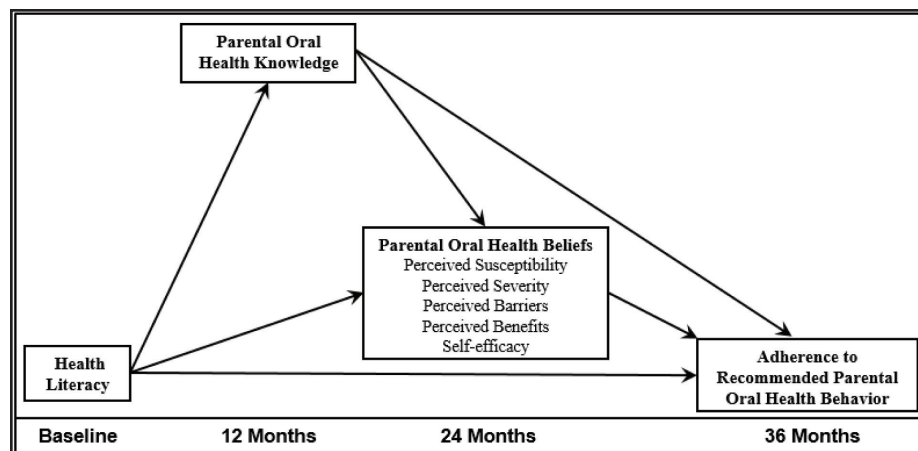 Parental Oral
Health Knowledge
Parental Oral Health Beliefs
Perceived Susceptibility
Perceived Severity
Perceived Barriers
Perceived Benefits
Self-efficacy
Health
Literacy
Adherence to
Recommended Parental
Oral Health Behavior
Baseline
12 Months
24 Months
36 Months